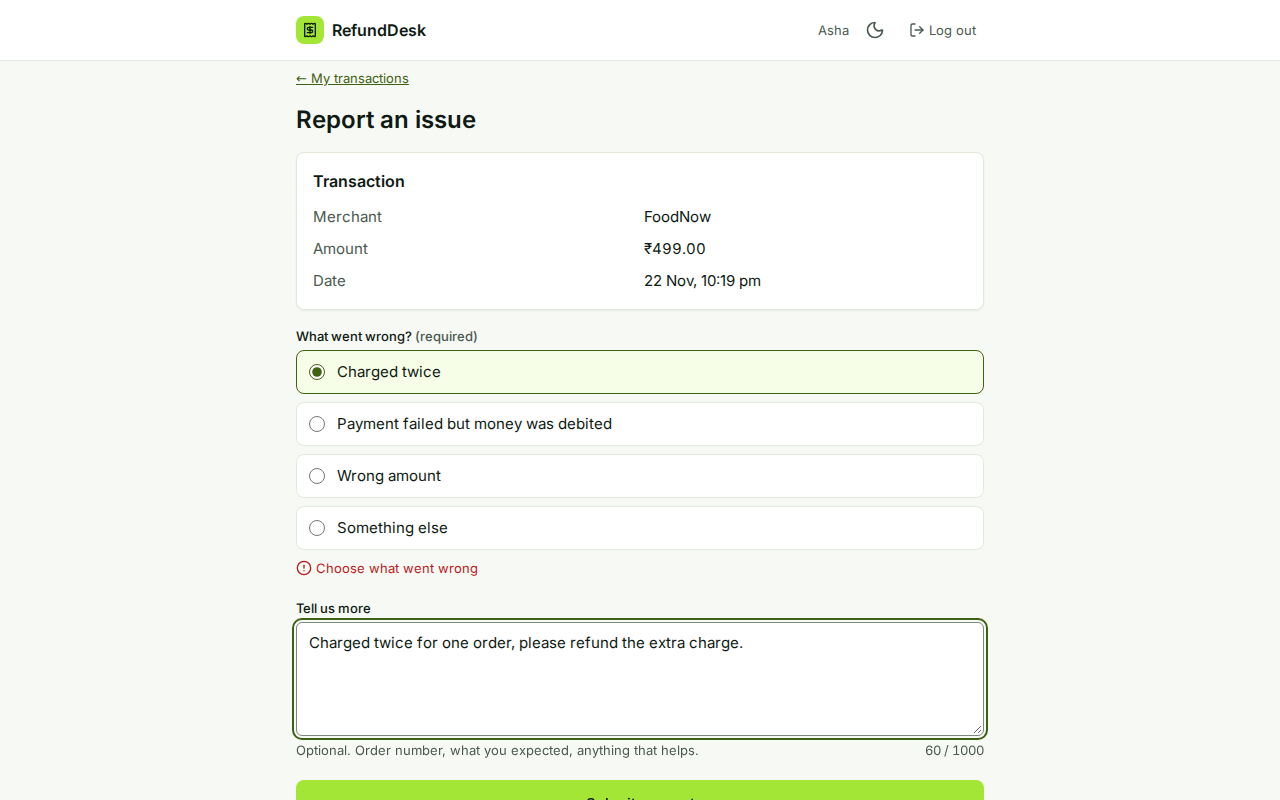 RefundDesk
Asha
Log out
← My transactions
Report an issue
Transaction
Merchant FoodNow
Amount ₹499.00
Date 22 Nov, 10:19 pm
What went wrong? (required)
Charged twice
Payment failed but money was debited
Wrong amount
Something else
Choose what went wrong
Tell us more
Charged twice for one order, please refund the extra charge.
Optional. Order number, what you expected, anything that helps. 60 / 1000